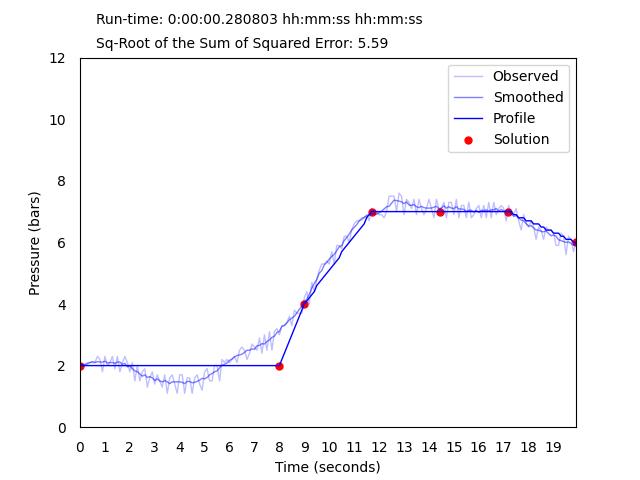 Run-time: 0:00:00.280803 hh:mm:ss hh:mm:ss
Sq-Root of the Sum of Squared Error: 5.59
12
10
8
6
4
2
0
Pressure (bars)
Observed
Smoothed
Profile
Solution
0 1 2 3 4 5 6 7 8 9 10 11 12 13 14 15 16 17 18 19
Time (seconds)